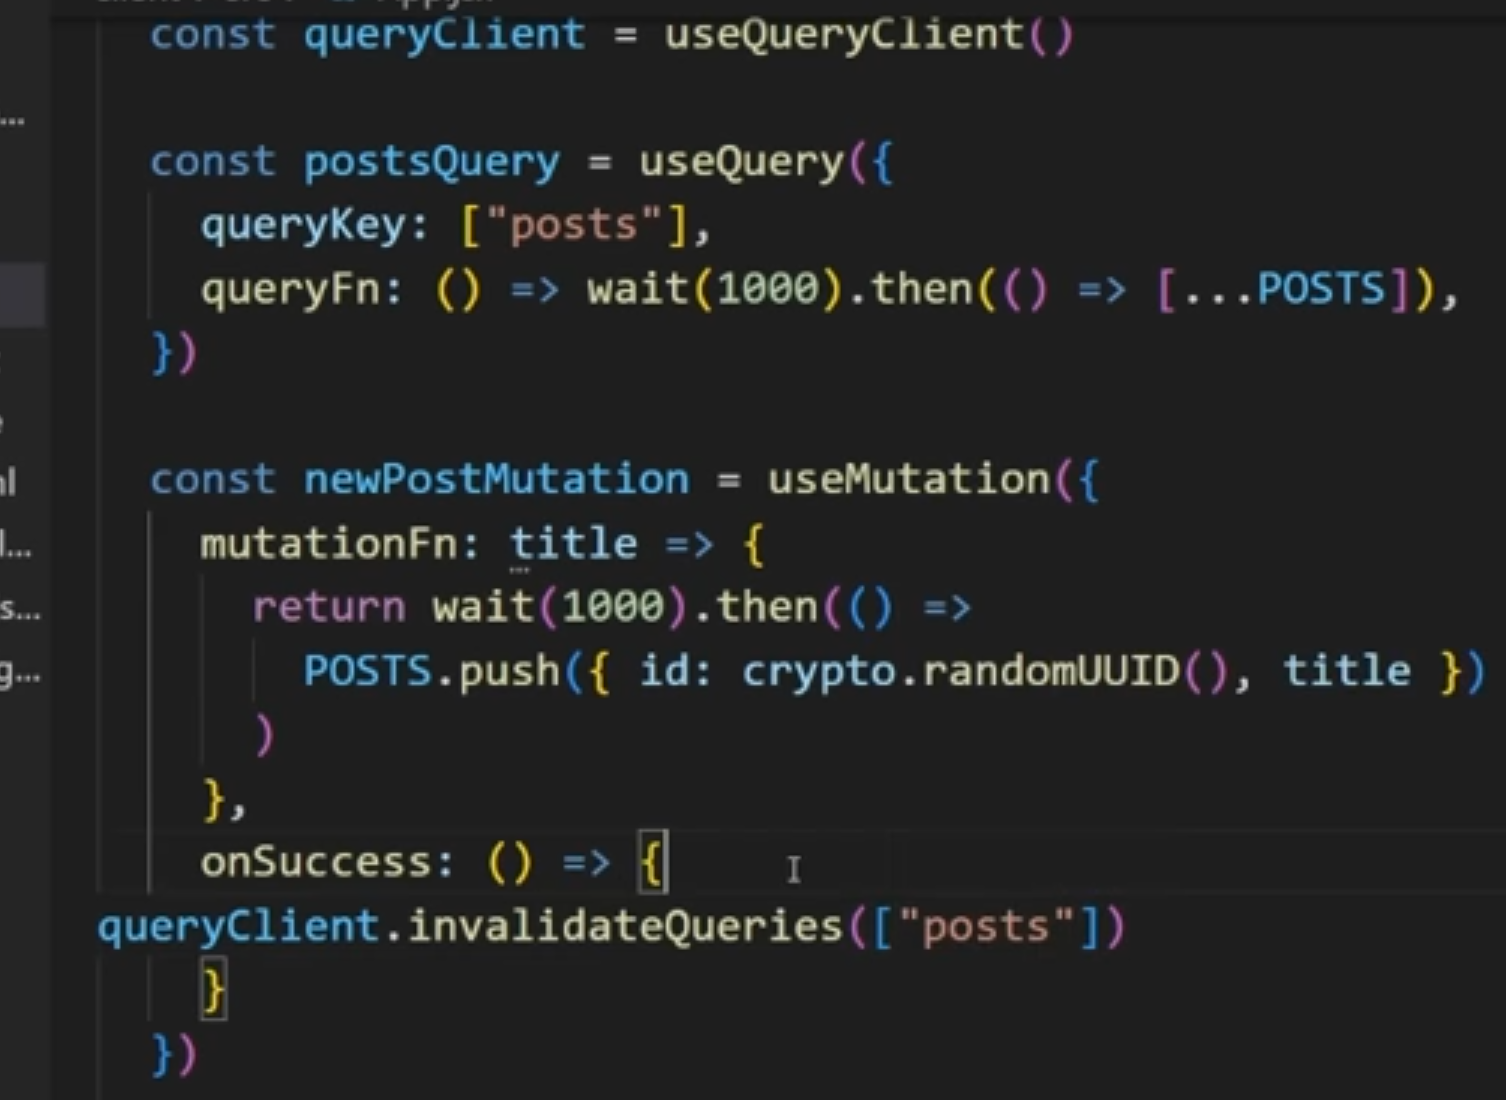 const queryClient = useQueryClient()
const postsQuery = useQuery({
queryKey: ["posts"],
queryFn: () => wait(1000).then(() => [...POSTS]),
})
const newPostMutation = useMutation({
mutationFn: title => {
return wait(1000).then(() =>
POSTS.push({ id: crypto.randomUUID(), title })
)
},
onSuccess: () => {
queryClient.invalidateQueries(["posts"])
}
})